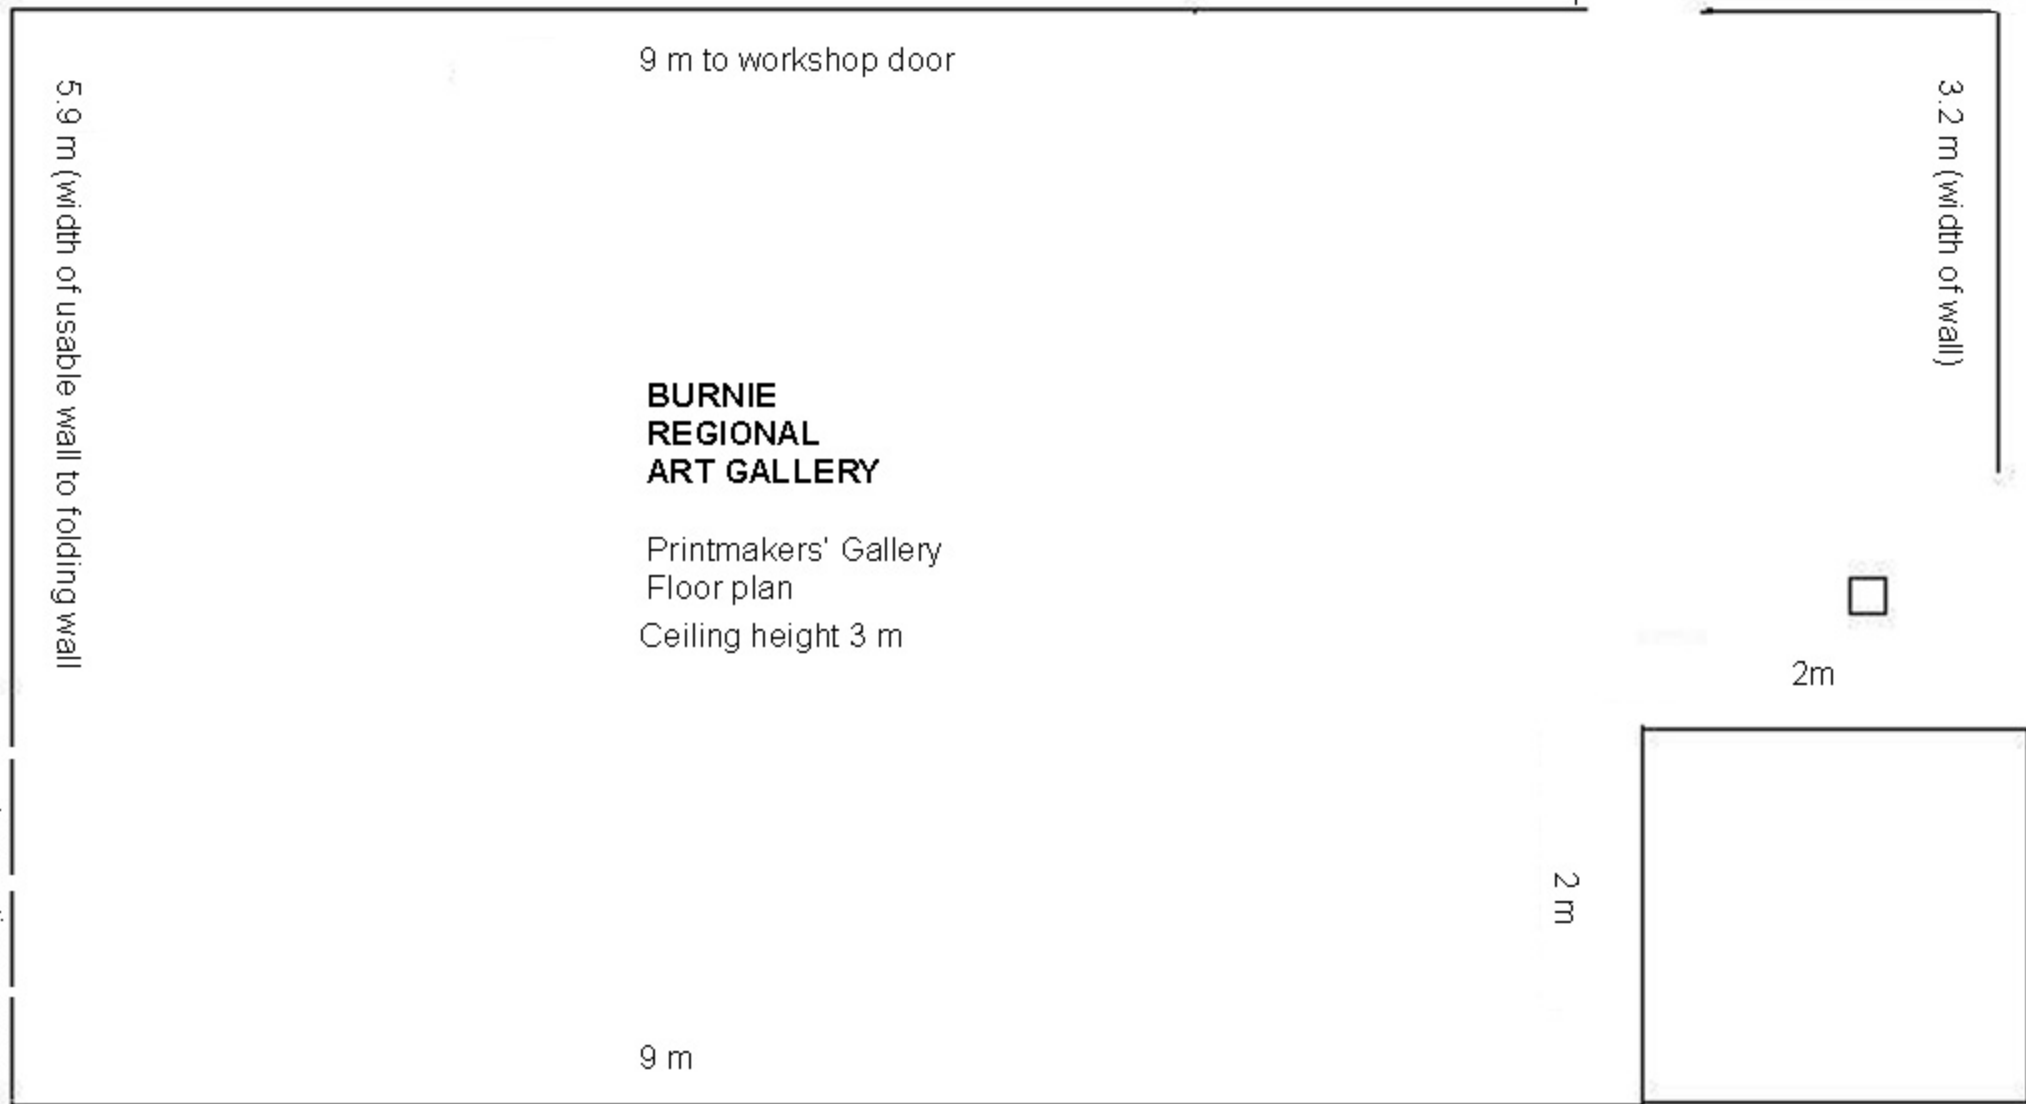 9 m to workshop door
5.9 m (width of usable wall to folding wall
3.2 m (width of wall)
BURNIE
REGIONAL
ART GALLERY
Printmakers' Gallery
Floor plan
Ceiling height 3 m
2m
2 m
9 m